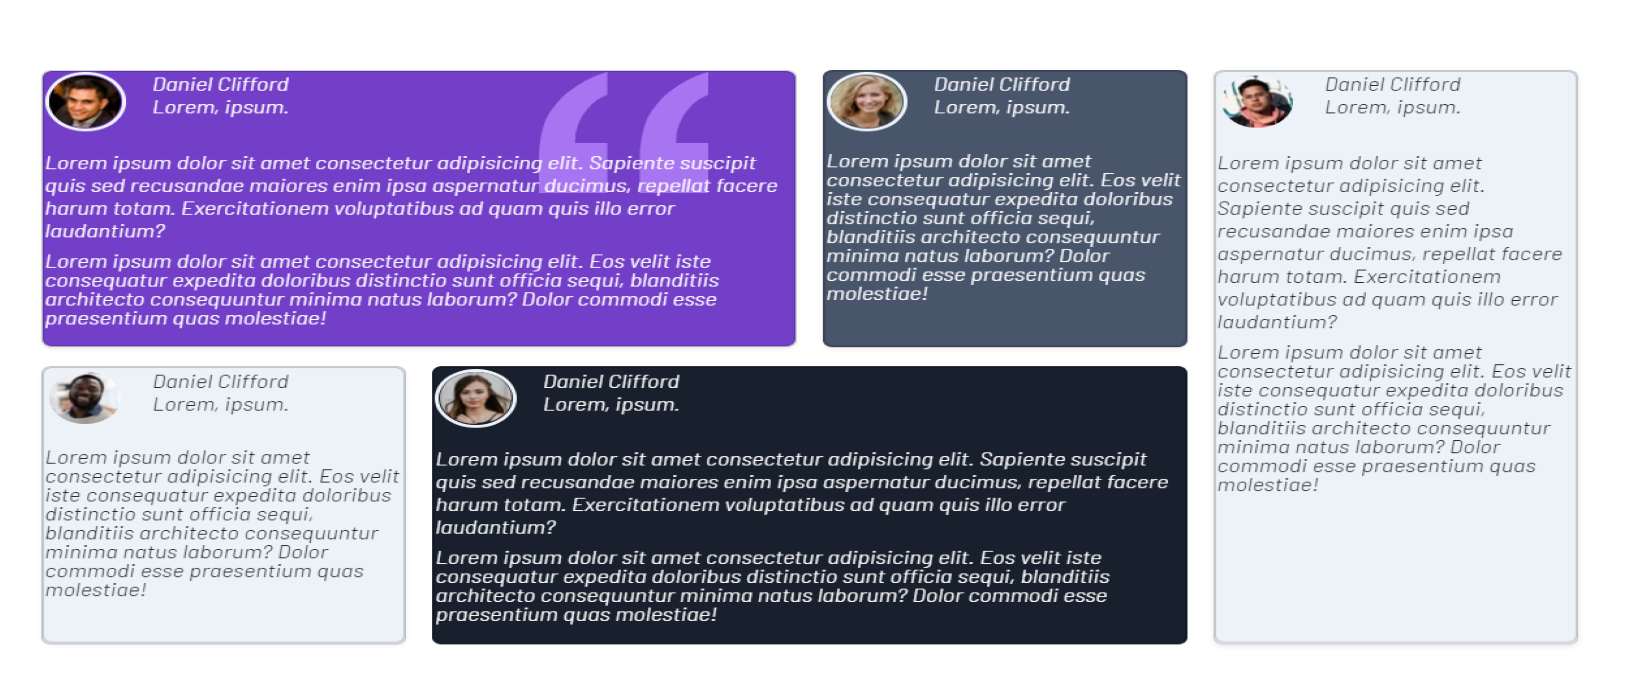 Daniel Clifford
Lorem, ipsum.
“
Lorem ipsum dolor sit amet consectetur adipisicing elit. Sapiente suscipit
quis sed recusandae maiores enim ipsa aspernatur ducimus, repellat facere
harum totam. Exercitationem voluptatibus ad quam quis illo error
laudantium?
Lorem ipsum dolor sit amet consectetur adipisicing elit. Eos velit iste
consequatur expedita doloribus distinctio sunt officia sequi, blanditiis
architecto consequuntur minima natus laborum? Dolor commodi esse
praesentium quas molestiae!
Daniel Clifford
Lorem, ipsum.
Lorem ipsum dolor sit amet
consectetur adipisicing elit. Eos velit
iste consequatur expedita doloribus
distinctio sunt officia sequi,
blanditiis architecto consequuntur
minima natus laborum? Dolor
commodi esse praesentium quas
molestiae!
Daniel Clifford
Lorem, ipsum.
Lorem ipsum dolor sit amet
consectetur adipisicing elit.
Sapiente suscipit quis sed
recusandae maiores enim ipsa
aspernatur ducimus, repellat facere
harum totam. Exercitationem
voluptatibus ad quam quis illo error
laudantium?
Lorem ipsum dolor sit amet
consectetur adipisicing elit. Eos velit
iste consequatur expedita doloribus
distinctio sunt officia sequi,
blanditiis architecto consequuntur
minima natus laborum? Dolor
commodi esse praesentium quas
molestiae!
Daniel Clifford
Lorem, ipsum.
Lorem ipsum dolor sit amet
consectetur adipisicing elit. Eos velit
iste consequatur expedita doloribus
distinctio sunt officia sequi,
blanditiis architecto consequuntur
minima natus laborum? Dolor
commodi esse praesentium quas
molestiae!
Daniel Clifford
Lorem, ipsum.
Lorem ipsum dolor sit amet consectetur adipisicing elit. Sapiente suscipit
quis sed recusandae maiores enim ipsa aspernatur ducimus, repellat facere
harum totam. Exercitationem voluptatibus ad quam quis illo error
laudantium?
Lorem ipsum dolor sit amet consectetur adipisicing elit. Eos velit iste
consequatur expedita doloribus distinctio sunt officia sequi, blanditiis
architecto consequuntur minima natus laborum? Dolor commodi esse
praesentium quas molestiae!